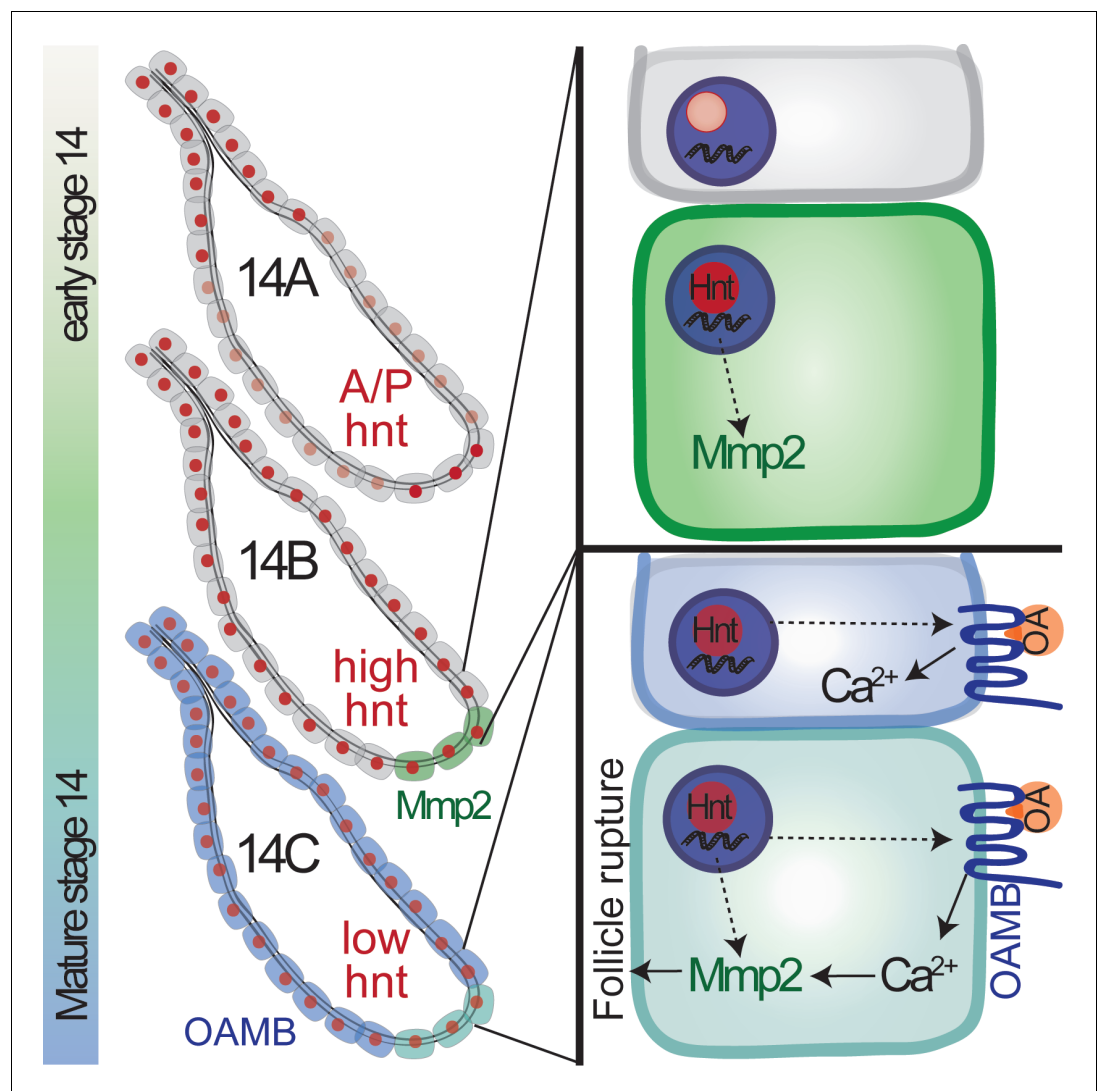 early stage 14
Mature stage 14
14A
A/P
hnt
14B
high
hnt
Mmp2
14C
low
hnt
OAMB
Hnt
Mmp2
Hnt
Ca2+
OA
Follicle rupture
Hnt
OA
OAMB
Mmp2
Ca2+